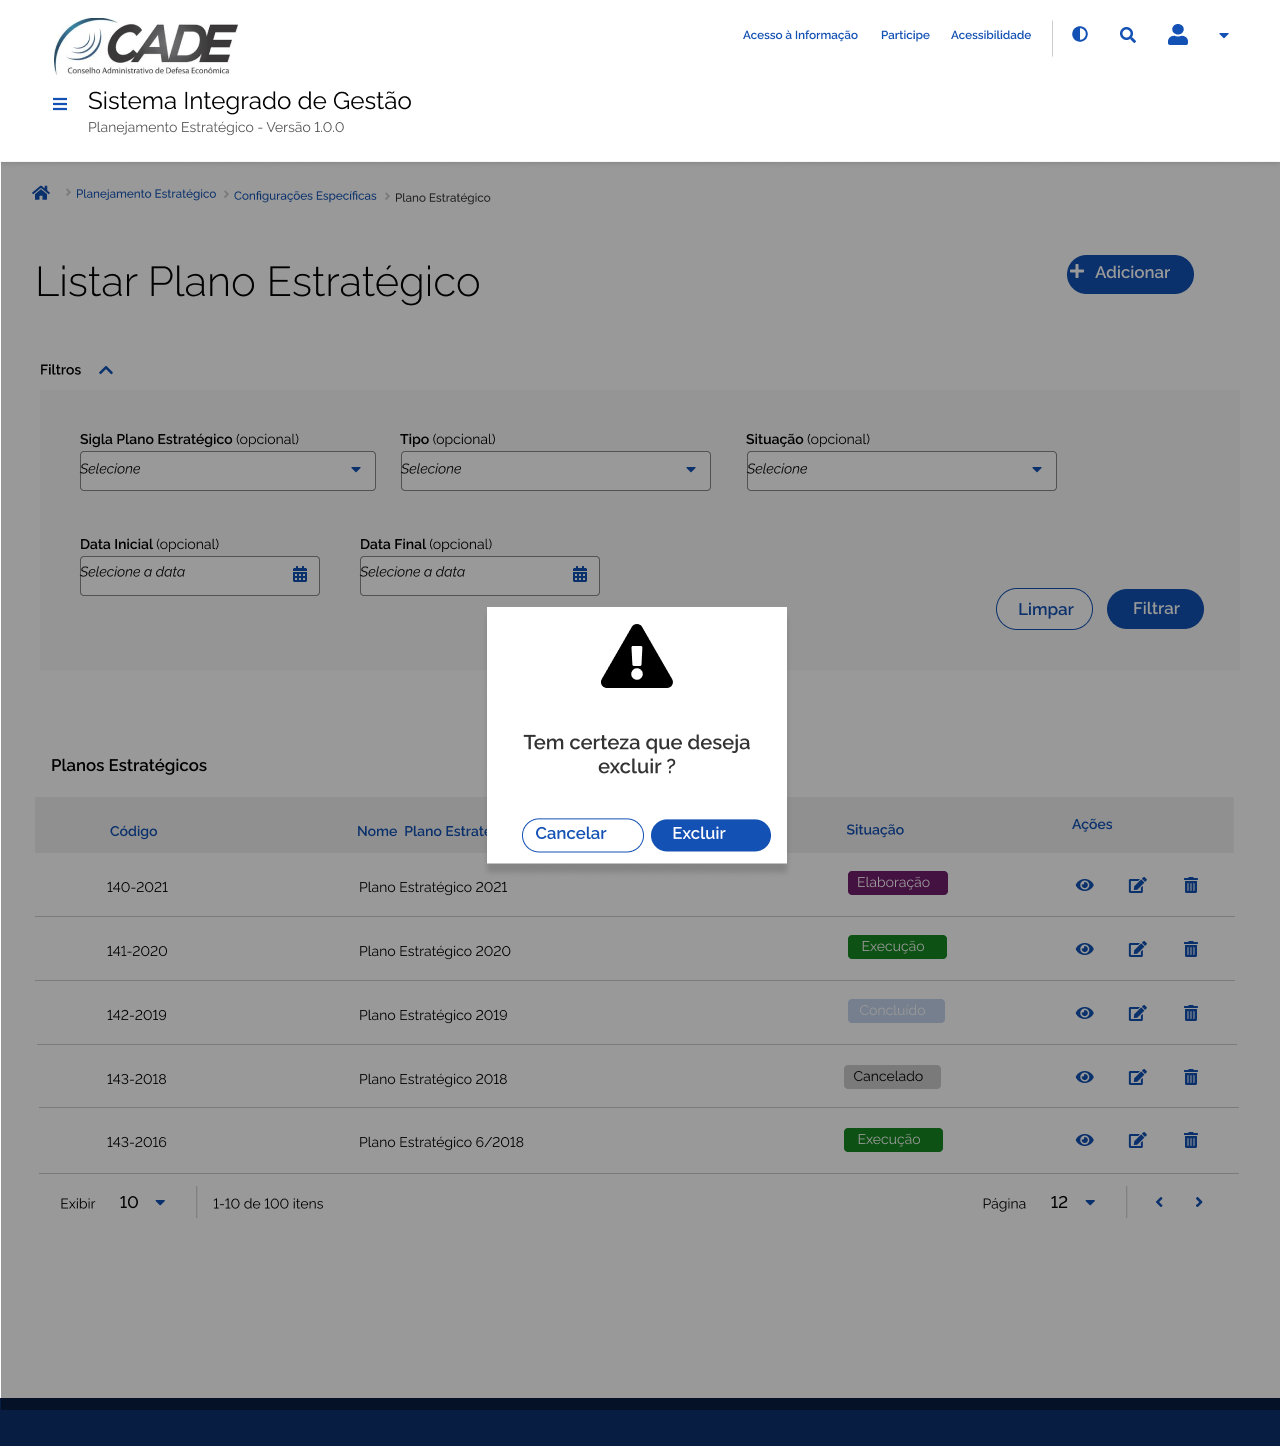 CADE
Conselho Administrativo de Defesa Econômica
Acesso à Informação Participe Acessibilidade
Sistema Integrado de Gestão
Planejamento Estratégico - Versão 1.0.0
Planejamento Estratégico Configurações Específicas Plano Estratégico
Listar Plano Estratégico
Adicionar
Filtros
Sigla Plano Estratégico (opcional) Tipo (opcional) Situação (opcional)
Selecione Selecione Selecione
Data Inicial (opcional) Data Final (opcional)
Selecione a data Selecione a data
Limpar Filtrar
Tem certeza que deseja
excluir ?
Cancelar Excluir
Planos Estratégicos
Código Nome Plano Estraté Situação Ações
140-2021 Plano Estratégico 2021 Elaboração
141-2020 Plano Estratégico 2020 Execução
142-2019 Plano Estratégico 2019 Concluído
143-2018 Plano Estratégico 2018 Cancelado
143-2016 Plano Estratégico 6/2018 Execução
Exibir 10 1-10 de 100 itens Página 12